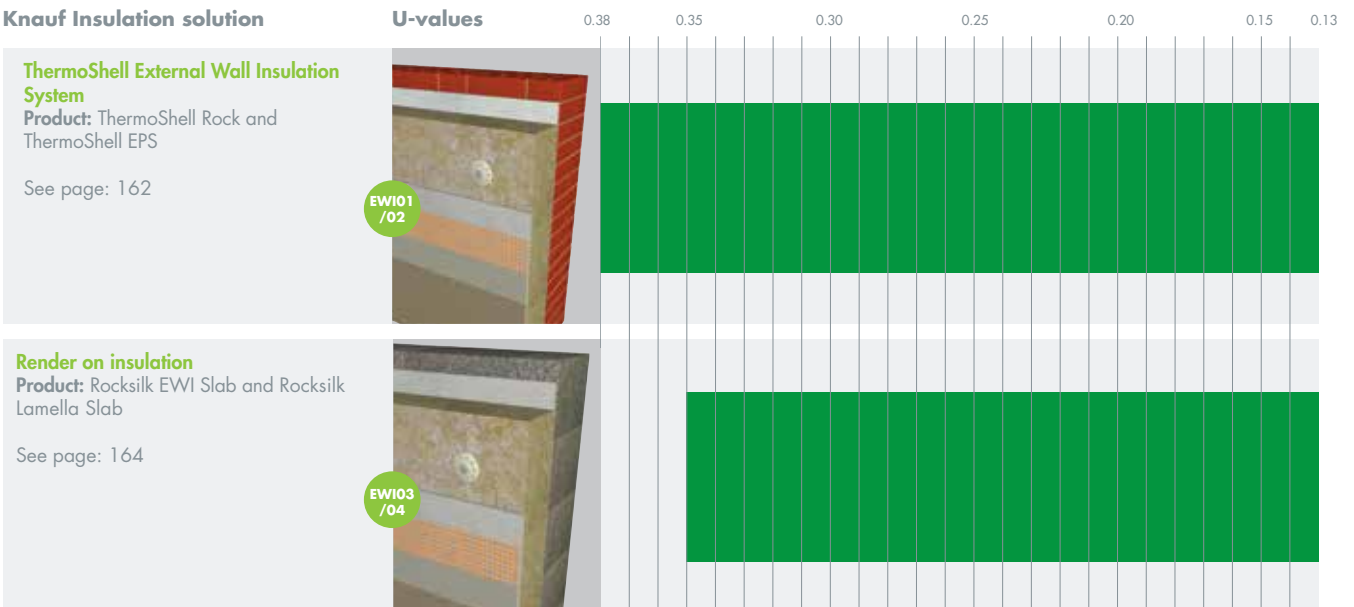 Knauf Insulation solution U-values 0.38 0.35 0.30 0.25 0.20 0.15 0.13
ThermoShell External Wall Insulation
System
Product: ThermoShell Rock and
ThermoShell EPS
See page: 162
EWI01
/02
Render on insulation
Product: Rocksilk EWI Slab and Rocksilk
Lamella Slab
See page: 164
EWI03
/04